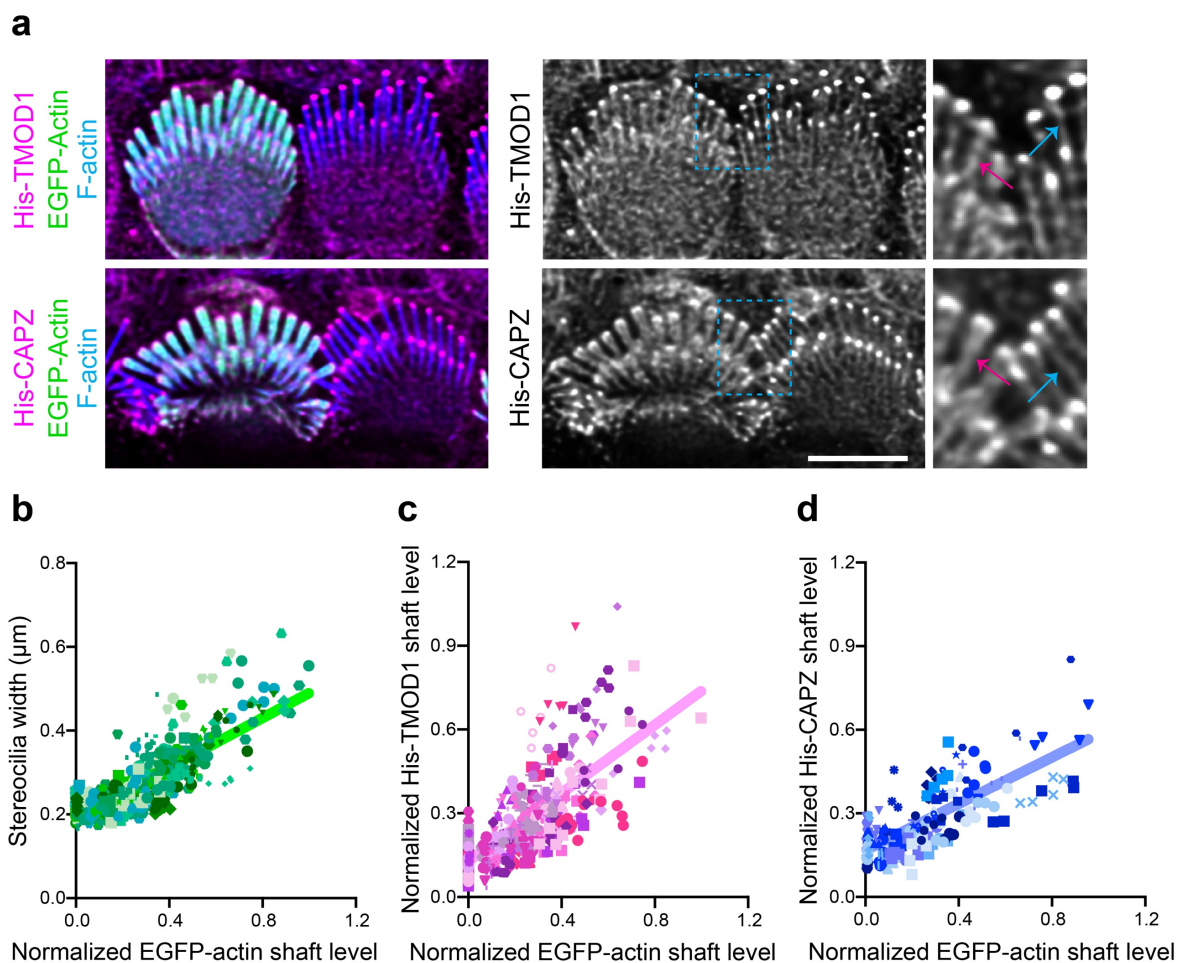 a
His-TMOD1
EGFP-Actin
F-actin
His-TMOD1
His-CAPZ
EGFP-Actin
F-actin
His-CAPZ
b
Stereocilia width (μm)
0.8
0.6
0.4
0.2
0.0
0.0 0.4 0.8 1.2
Normalized EGFP-actin shaft level
c
Normalized His-TMOD1 shaft level
1.2
0.9
0.6
0.3
0.0
0.0 0.4 0.8 1.2
Normalized EGFP-actin shaft level
d
Normalized His-CAPZ shaft level
1.2
0.9
0.6
0.3
0.0
0.0 0.4 0.8 1.2
Normalized EGFP-actin shaft level